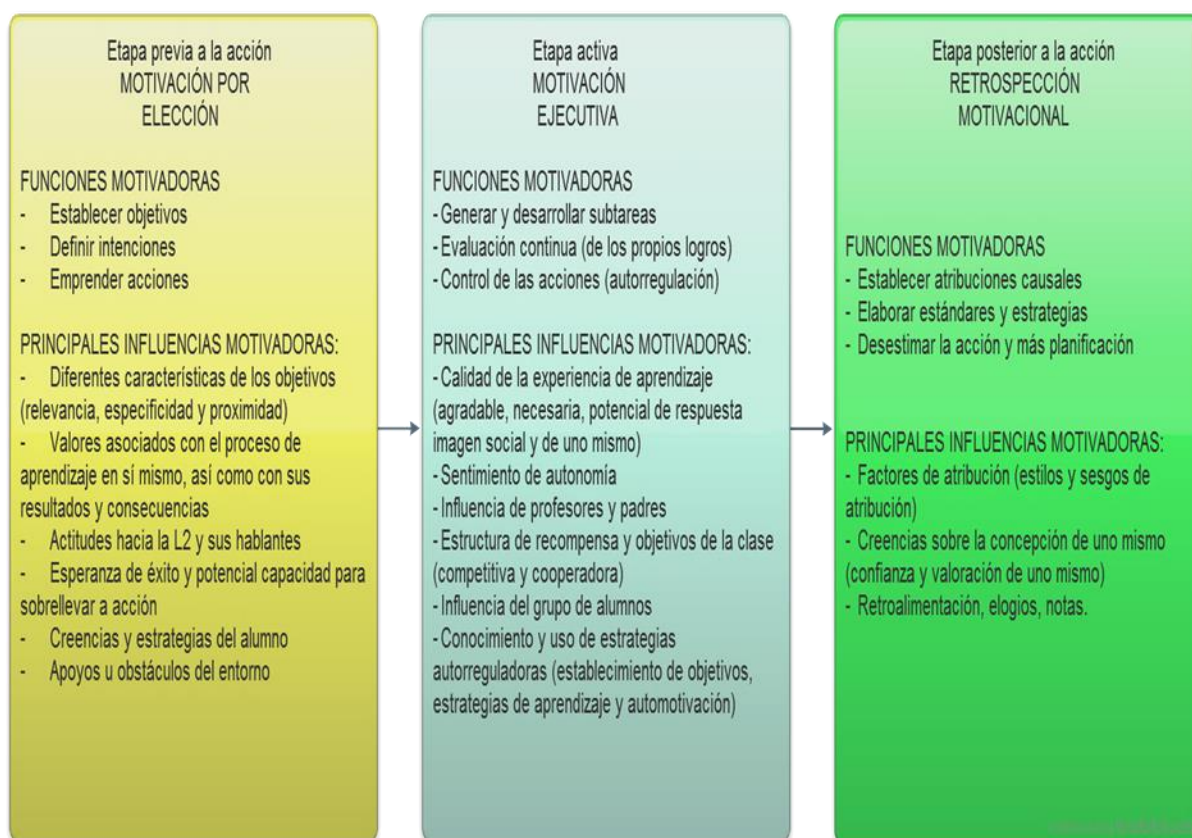 Etapa previa a la acción
MOTIVACIÓN POR
ELECCIÓN
FUNCIONES MOTIVADORAS
- Establecer objetivos
- Definir intenciones
- Emprender acciones
PRINCIPALES INFLUENCIAS MOTIVADORAS:
- Diferentes características de los objetivos
(relevancia, especificidad y proximidad)
- Valores asociados con el proceso de
aprendizaje en sí mismo, así como con sus
resultados y consecuencias
- Actitudes hacia la L2 y sus hablantes
- Esperanza de éxito y potencial capacidad para
sobrellevar a acción
- Creencias y estrategias del alumno
- Apoyos u obstáculos del entorno
Etapa activa
MOTIVACIÓN
EJECUTIVA
FUNCIONES MOTIVADORAS
- Generar y desarrollar subtareas
- Evaluación continua (de los propios logros)
- Control de las acciones (autorregulación)
PRINCIPALES INFLUENCIAS MOTIVADORAS:
- Calidad de la experiencia de aprendizaje
(agradable, necesaria, potencial de respuesta
imagen social y de uno mismo)
- Sentimiento de autonomía
- Influencia de profesores y padres
- Estructura de recompensa y objetivos de la clase
(competitiva y cooperadora)
- Influencia del grupo de alumnos
- Conocimiento y uso de estrategias
autorreguladoras (establecimiento de objetivos,
estrategias de aprendizaje y automotivación)
Etapa posterior a la acción
RETROSPECCIÓN
MOTIVACIONAL
FUNCIONES MOTIVADORAS
- Establecer atribuciones causales
- Elaborar estándares y estrategias
- Desestimar la acción y más planificación
PRINCIPALES INFLUENCIAS MOTIVADORAS:
- Factores de atribución (estilos y sesgos de
atribución)
- Creencias sobre la concepción de uno mismo
(confianza y valoración de uno mismo)
- Retroalimentación, elogios, notas.